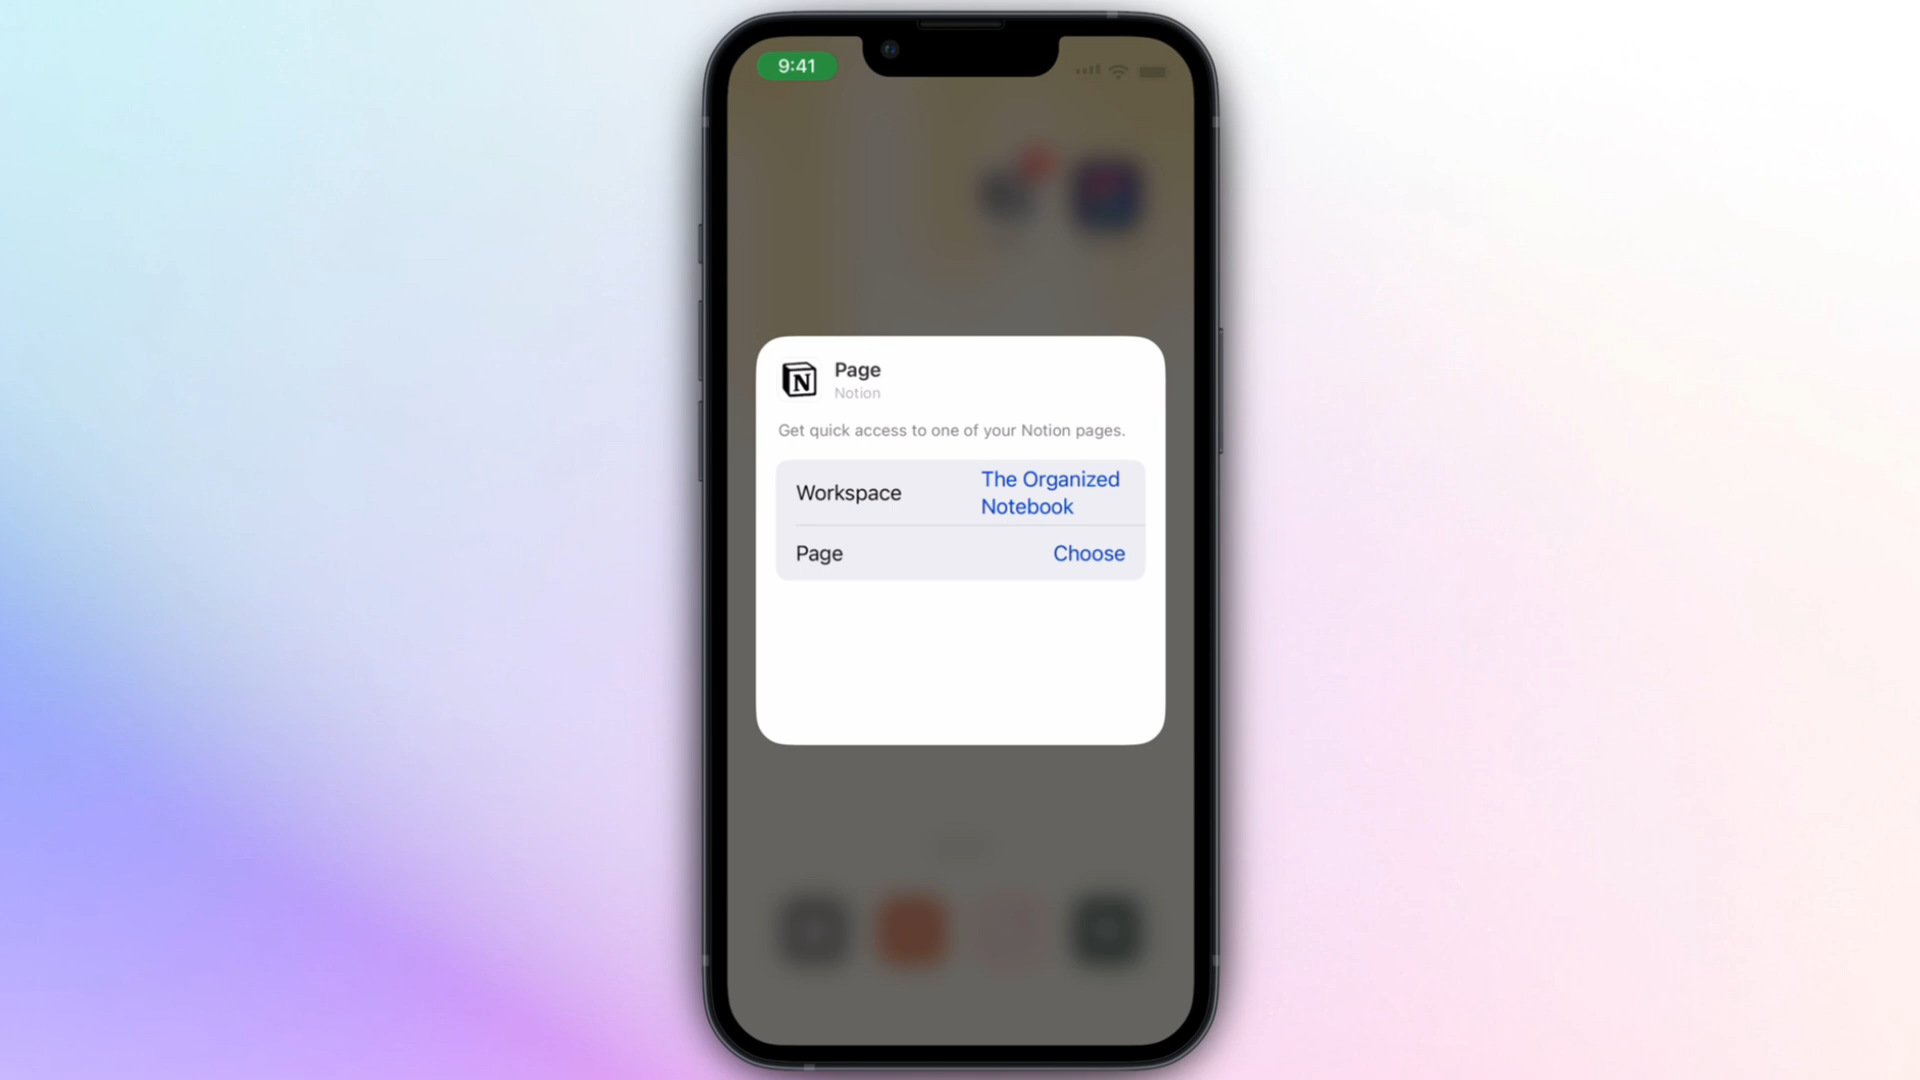 9:41
N
Page
Notion
Get quick access to one of your Notion pages.
Workspace
The Organized
Notebook
Page
Choose